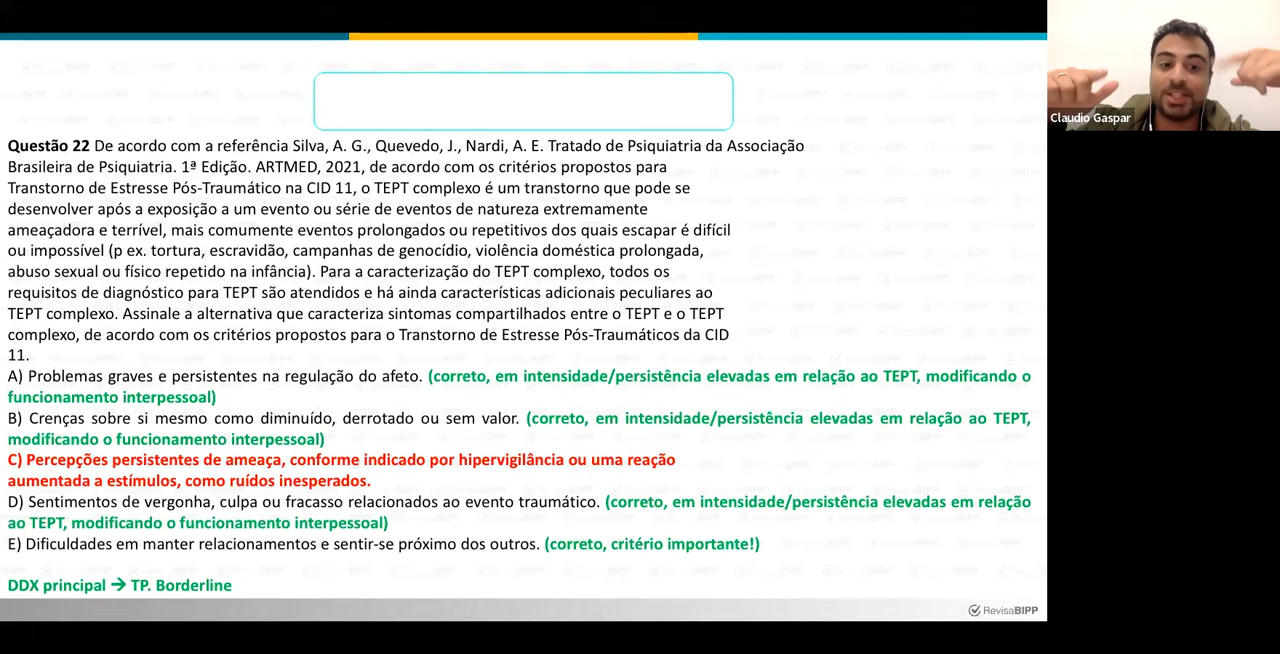 Questão 22 De acordo com a referência Silva, A. G., Quevedo, J., Nardi, A. E. Tratado de Psiquiatria da Associação
Brasileira de Psiquiatria. 1ª Edição. ARTMED, 2021, de acordo com os critérios propostos para
Transtorno de Estresse Pós-Traumático na CID 11, o TEPT complexo é um transtorno que pode se
desenvolver após a exposição a um evento ou série de eventos de natureza extremamente
ameaçadora e terrível, mais comumente eventos prolongados ou repetitivos dos quais escapar é difícil
ou impossível (p ex. tortura, escravidão, campanhas de genocídio, violência doméstica prolongada,
abuso sexual ou físico repetido na infância). Para a caracterização do TEPT complexo, todos os
requisitos de diagnóstico para TEPT são atendidos e há ainda características adicionais peculiares ao
TEPT complexo. Assinale a alternativa que caracteriza sintomas compartilhados entre o TEPT e o TEPT
complexo, de acordo com os critérios propostos para o Transtorno de Estresse Pós-Traumáticos da CID
11.
A) Problemas graves e persistentes na regulação do afeto. (correto, em intensidade/persistência elevadas em relação ao TEPT, modificando o
funcionamento interpessoal)
B) Crenças sobre si mesmo como diminuído, derrotado ou sem valor. (correto, em intensidade/persistência elevadas em relação ao TEPT,
modificando o funcionamento interpessoal)
C) Percepções persistentes de ameaça, conforme indicado por hipervigilância ou uma reação
aumentada a estímulos, como ruídos inesperados.
D) Sentimentos de vergonha, culpa ou fracasso relacionados ao evento traumático. (correto, em intensidade/persistência elevadas em relação
ao TEPT, modificando o funcionamento interpessoal)
E) Dificuldades em manter relacionamentos e sentir-se próximo dos outros. (correto, critério importante!)
DDX principal → TP. Borderline
RevisaBIPP
Claudio Gaspar